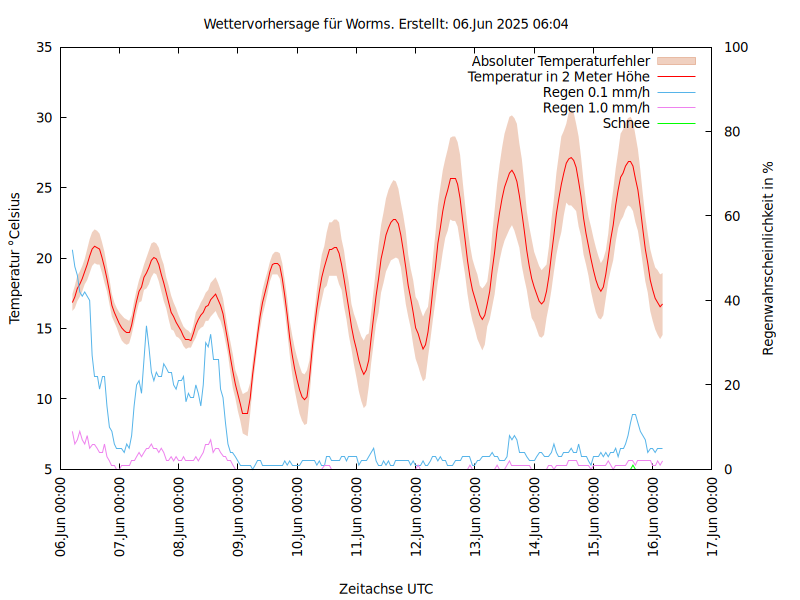 Wettervorhersage für Worms. Erstellt: 06.Jun 2025 06:04
Absoluter Temperaturfehler
Temperatur in 2 Meter Höhe
Regen 0.1 mm/h
Regen 1.0 mm/h
Schnee
Temperatur °Celsius
35
30
25
20
15
10
5
Regenwahrscheinlichkeit in %
100
80
60
40
20
0
06.Jun 00:00
07.Jun 00:00
08.Jun 00:00
09.Jun 00:00
10.Jun 00:00
11.Jun 00:00
12.Jun 00:00
13.Jun 00:00
14.Jun 00:00
15.Jun 00:00
16.Jun 00:00
17.Jun 00:00
Zeitachse UTC